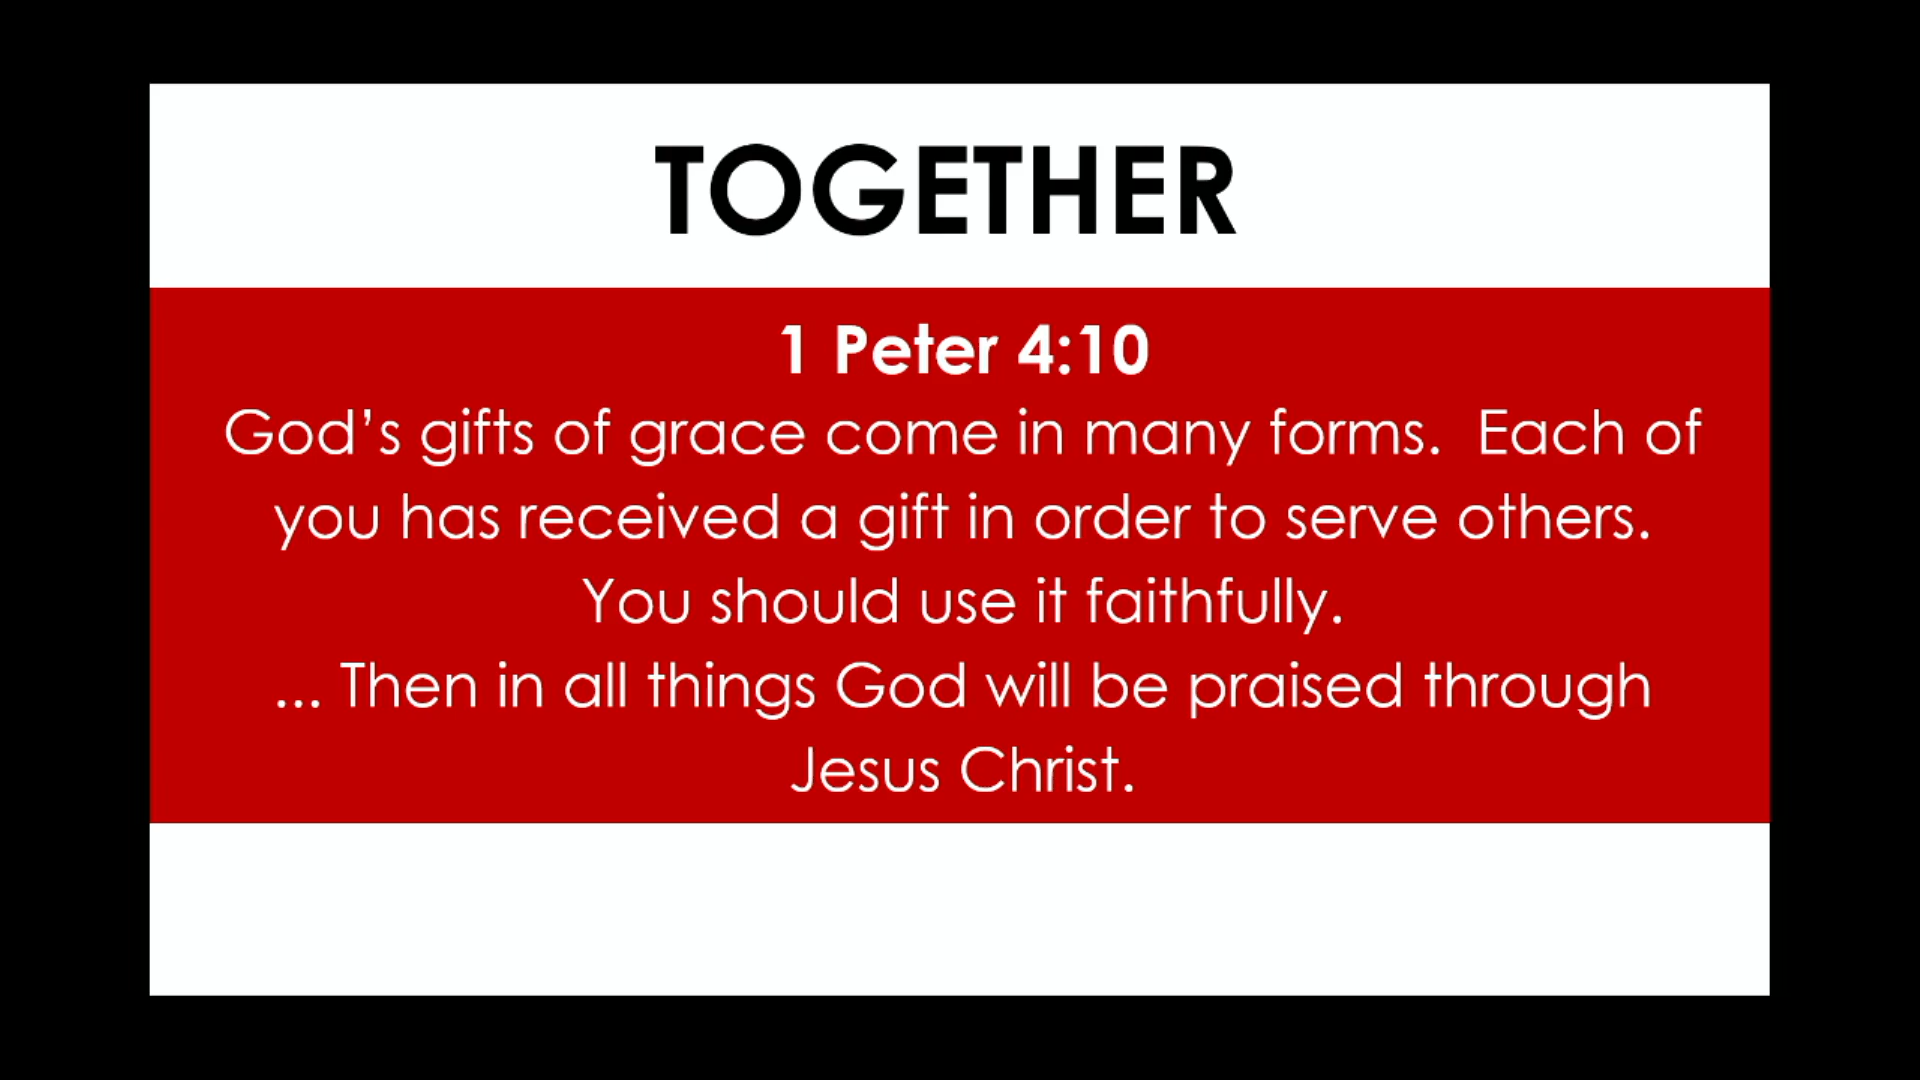 TOGETHER
1 Peter 4:10
God’s gifts of grace come in many forms.  Each of
you has received a gift in order to serve others.
You should use it faithfully.
... Then in all things God will be praised through
Jesus Christ.